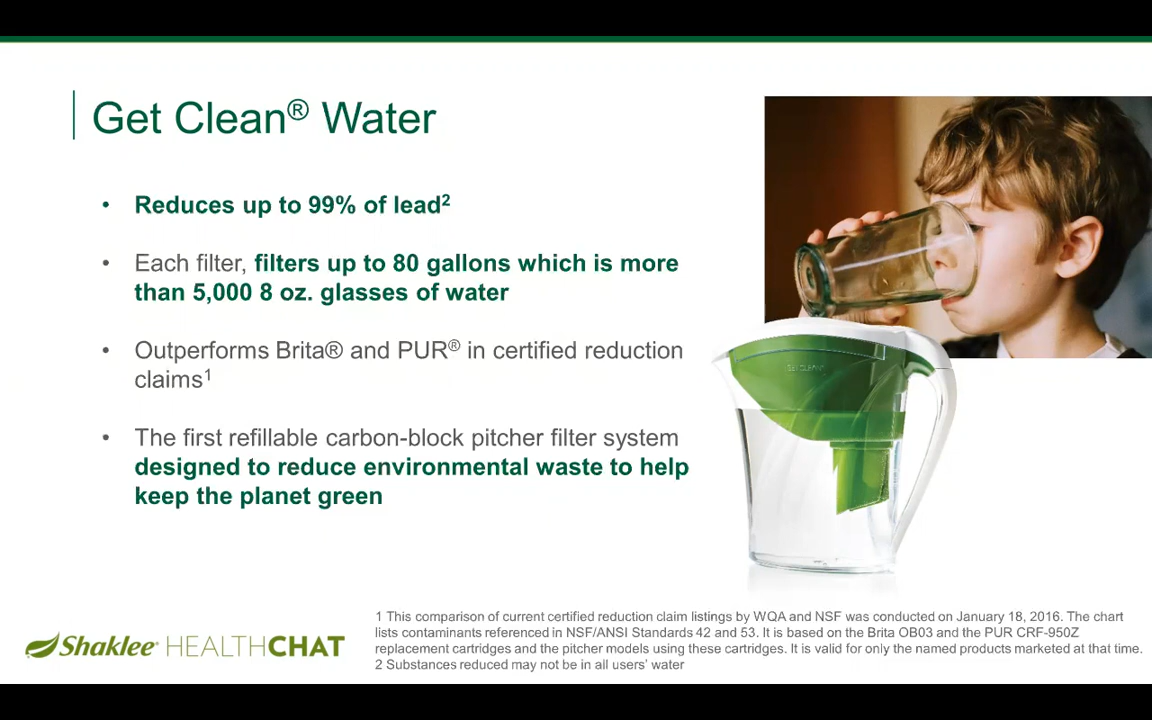 Get Clean® Water
• Reduces up to 99% of lead²
• Each filter, filters up to 80 gallons which is more
than 5,000 8 oz. glasses of water
• Outperforms Brita® and PUR® in certified reduction
claims¹
• The first refillable carbon-block pitcher filter system
designed to reduce environmental waste to help
keep the planet green
GET CLEAN
Shaklee® HEALTHCHAT
1 This comparison of current certified reduction claim listings by WQA and NSF was conducted on January 18, 2016. The chart
lists contaminants referenced in NSF/ANSI Standards 42 and 53. It is based on the Brita OB03 and the PUR CRF-950Z
replacement cartridges and the pitcher models using these cartridges. It is valid for only the named products marketed at that time.
2 Substances reduced may not be in all users’ water